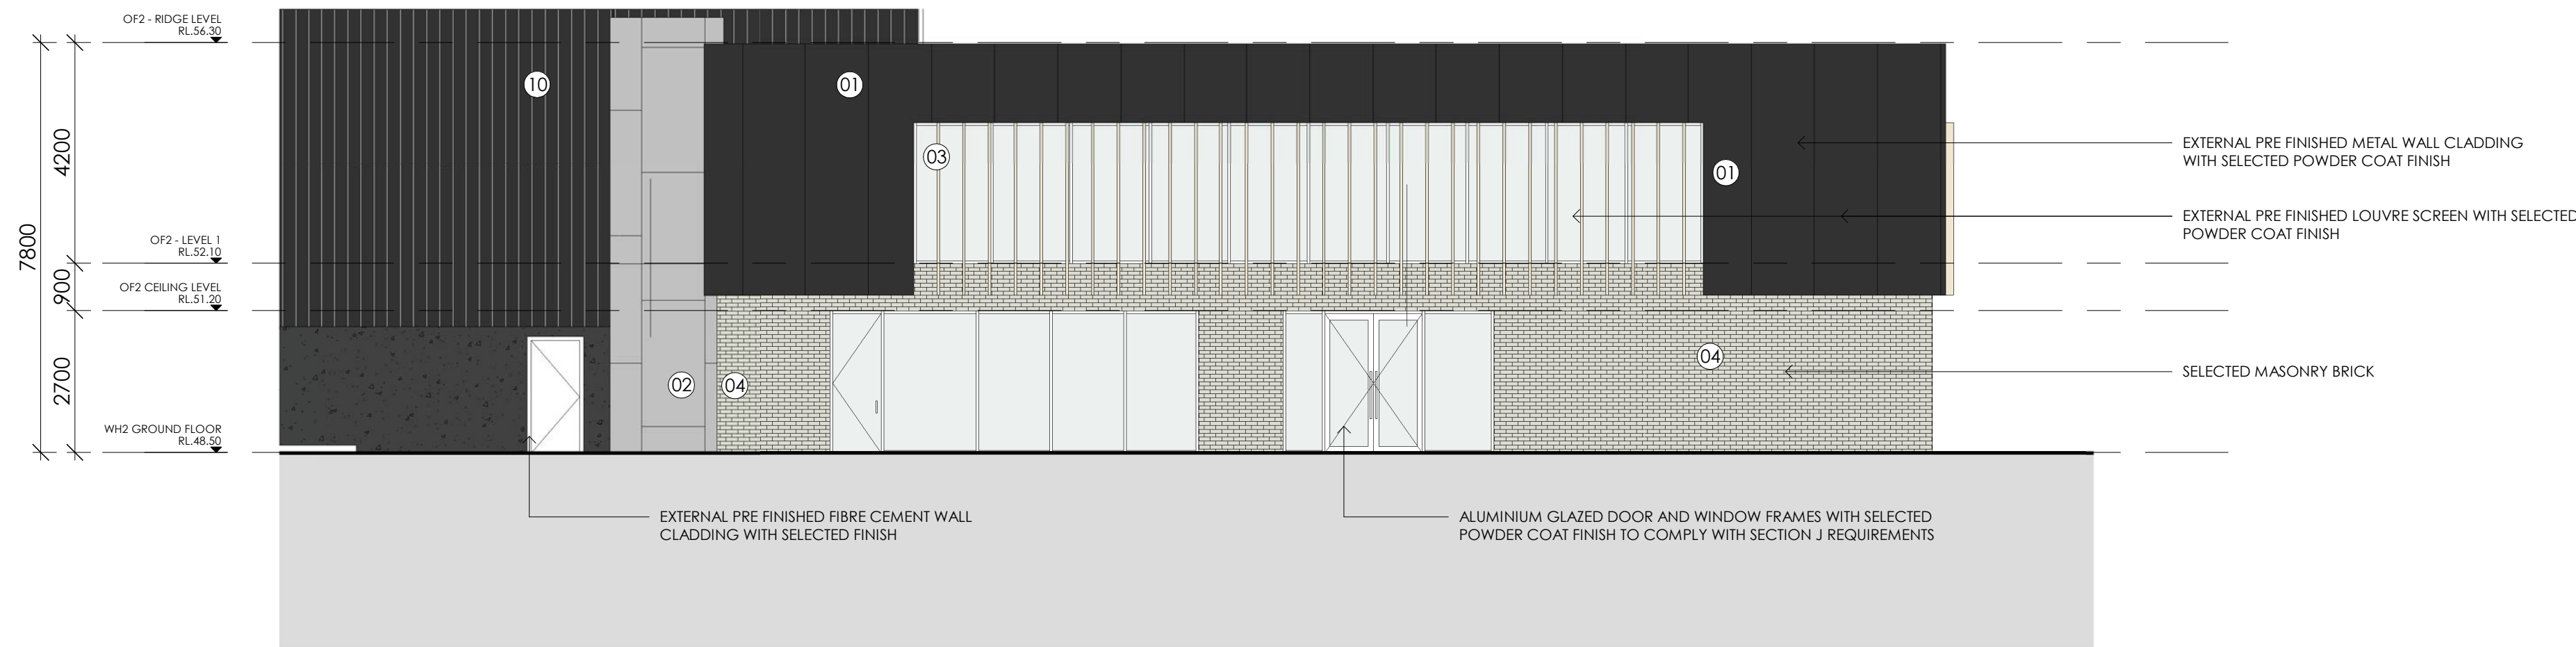 OF2 - RIDGE LEVEL
RL.56.30
10
01
4200
03
EXTERNAL PRE FINISHED METAL WALL CLADDING
WITH SELECTED POWDER COAT FINISH
01
EXTERNAL PRE FINISHED LOUVRE SCREEN WITH SELECTED
POWDER COAT FINISH
7800
OF2 - LEVEL 1
RL.52.10
900
OF2 CEILING LEVEL
RL.51.20
2700
02
04
04
SELECTED MASONRY BRICK
WH2 GROUND FLOOR
RL.48.50
EXTERNAL PRE FINISHED FIBRE CEMENT WALL
CLADDING WITH SELECTED FINISH
ALUMINIUM GLAZED DOOR AND WINDOW FRAMES WITH SELECTED
POWDER COAT FINISH TO COMPLY WITH SECTION J REQUIREMENTS